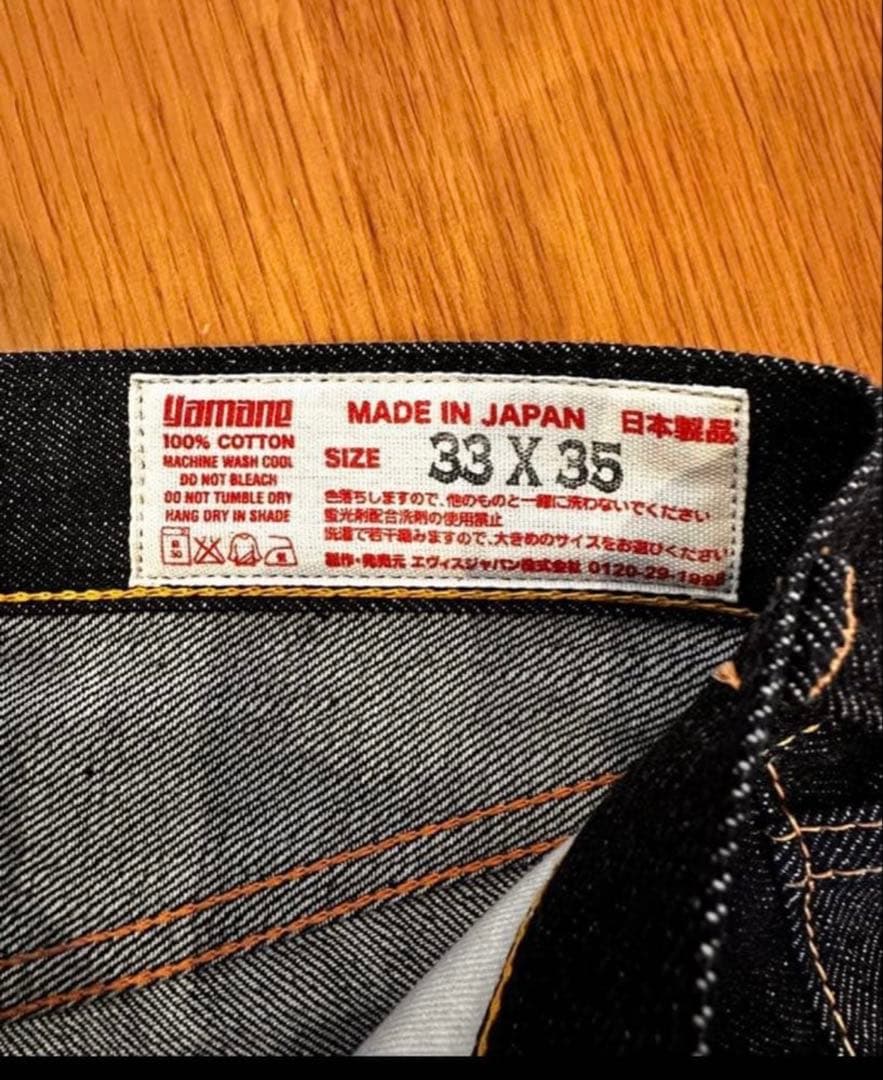 Yamane
100% COTTON
MACHINE WASH COOL
DO NOT BLEACH
DO NOT TUMBLE DRY
HANG DRY IN SHADE
MADE IN JAPAN 日本製品
SIZE 33 X 35
色落ちしますので、他のものと一緒に洗わないでください
蛍光剤配合洗剤の使用禁止
洗濯で若干縮みますので、大きめのサイズをお選びください
製作・発売元 エヴィスジャパン株式会社 0120-29-1998